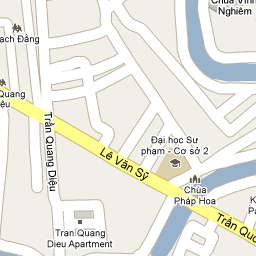 Chùa Vĩnh
Nghiêm
ạch Đằng
Quang
iệu
Trần Quang Diệu
Lê Văn Sỹ
Đại học Sư
phạm - Cơ sở 2
Chùa
Pháp Hoa
Trần Quố
Tran Quang
Dieu Apartment
K
P